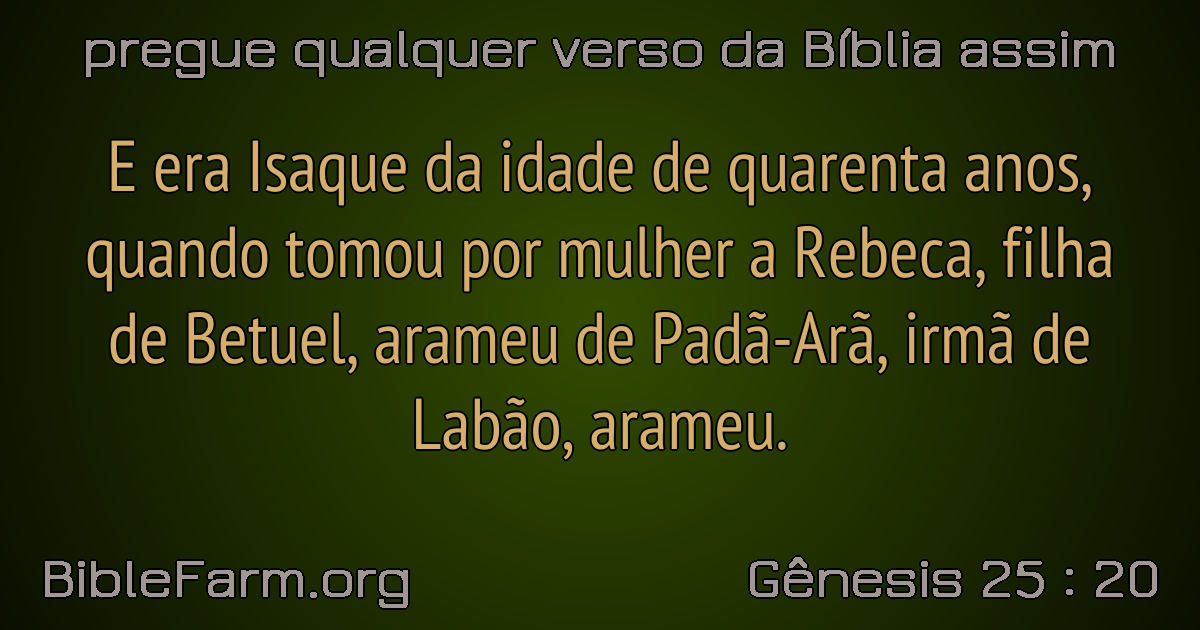 pregue qualquer verso da Bíblia assim
E era Isaque da idade de quarenta anos,
quando tomou por mulher a Rebeca, filha
de Betuel, arameu de Padã-Arã, irmã de
Labão, arameu.
BibleFarm.org
Gênesis 25 : 20